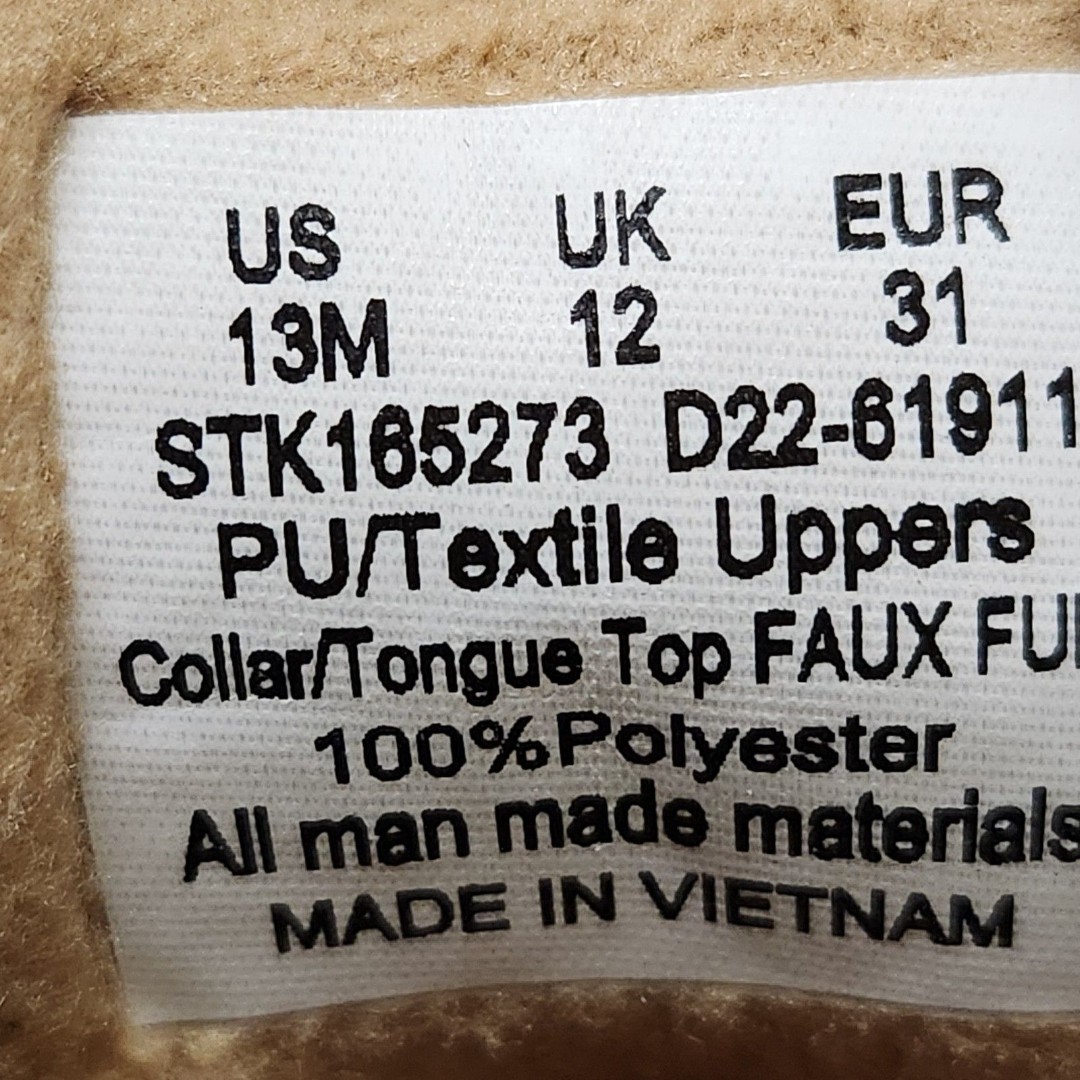 US UK EUR
13M 12 31
STK165273 D22-61911
PU/Textile Uppers
Collar/Tongue Top FAUX
100%Polyester
All man made materials
MADE IN VIETNAM